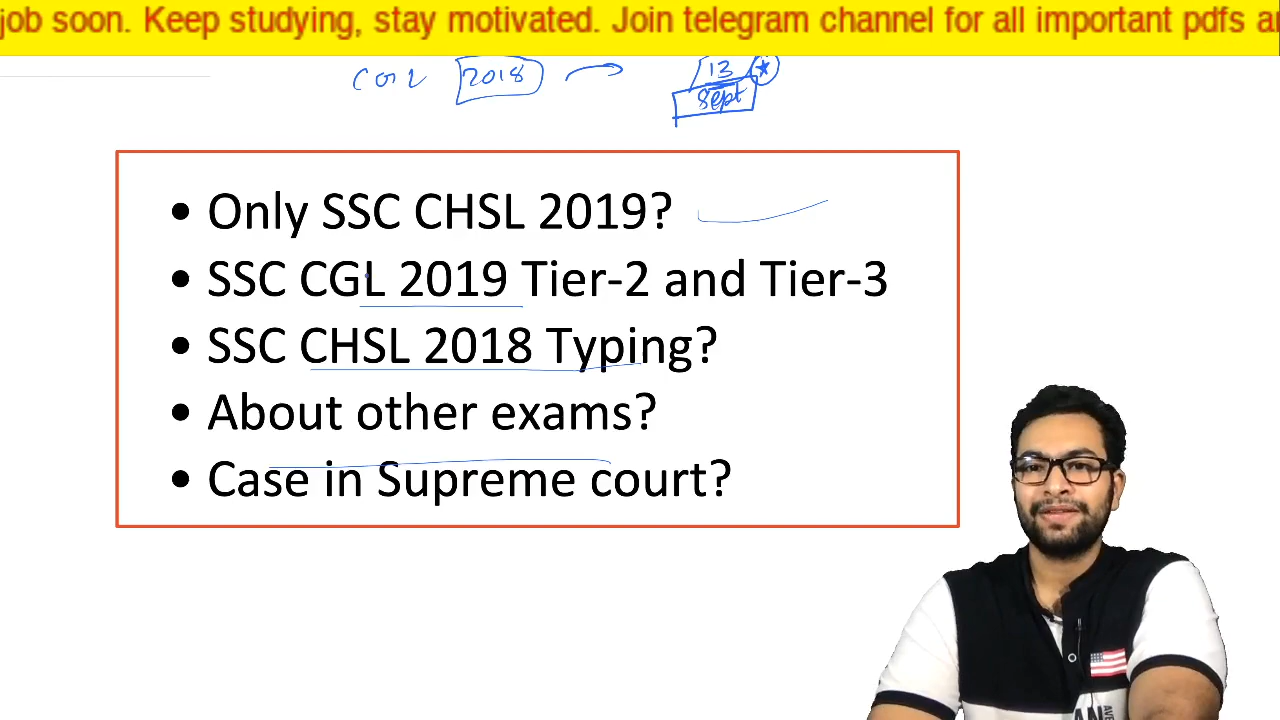 job soon. Keep studying, stay motivated. Join telegram channel for all important pdfs a
2018 13
Sept
• Only SSC CHSL 2019?
• SSC CGL 2019 Tier-2 and Tier-3
• SSC CHSL 2018 Typing?
• About other exams?
• Case in Supreme court?